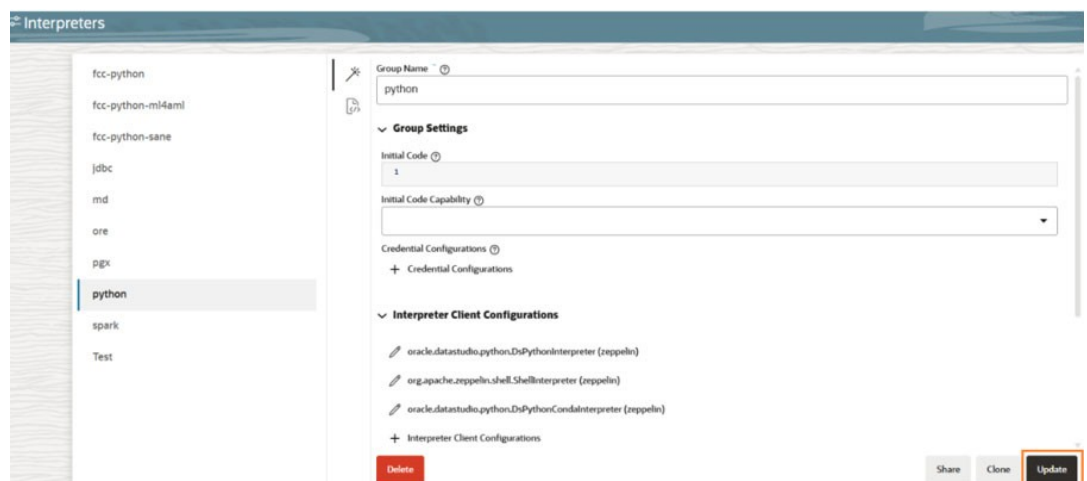 Interpreters
fcc-python
fcc-python-ml4aml
fcc-python-sane
jdbc
md
ore
pgx
python
spark
Test
Group Name
python
Group Settings
Initial Code
1
Initial Code Capability
Credential Configurations
+ Credential Configurations
Interpreter Client Configurations
oracle.datastudio.python.DsPythonInterpreter (zeppelin)
org.apache.zeppelin.shell.ShellInterpreter (zeppelin)
oracle.datastudio.python.DsPythonCondaInterpreter (zeppelin)
+ Interpreter Client Configurations
Delete
Share Clone Update